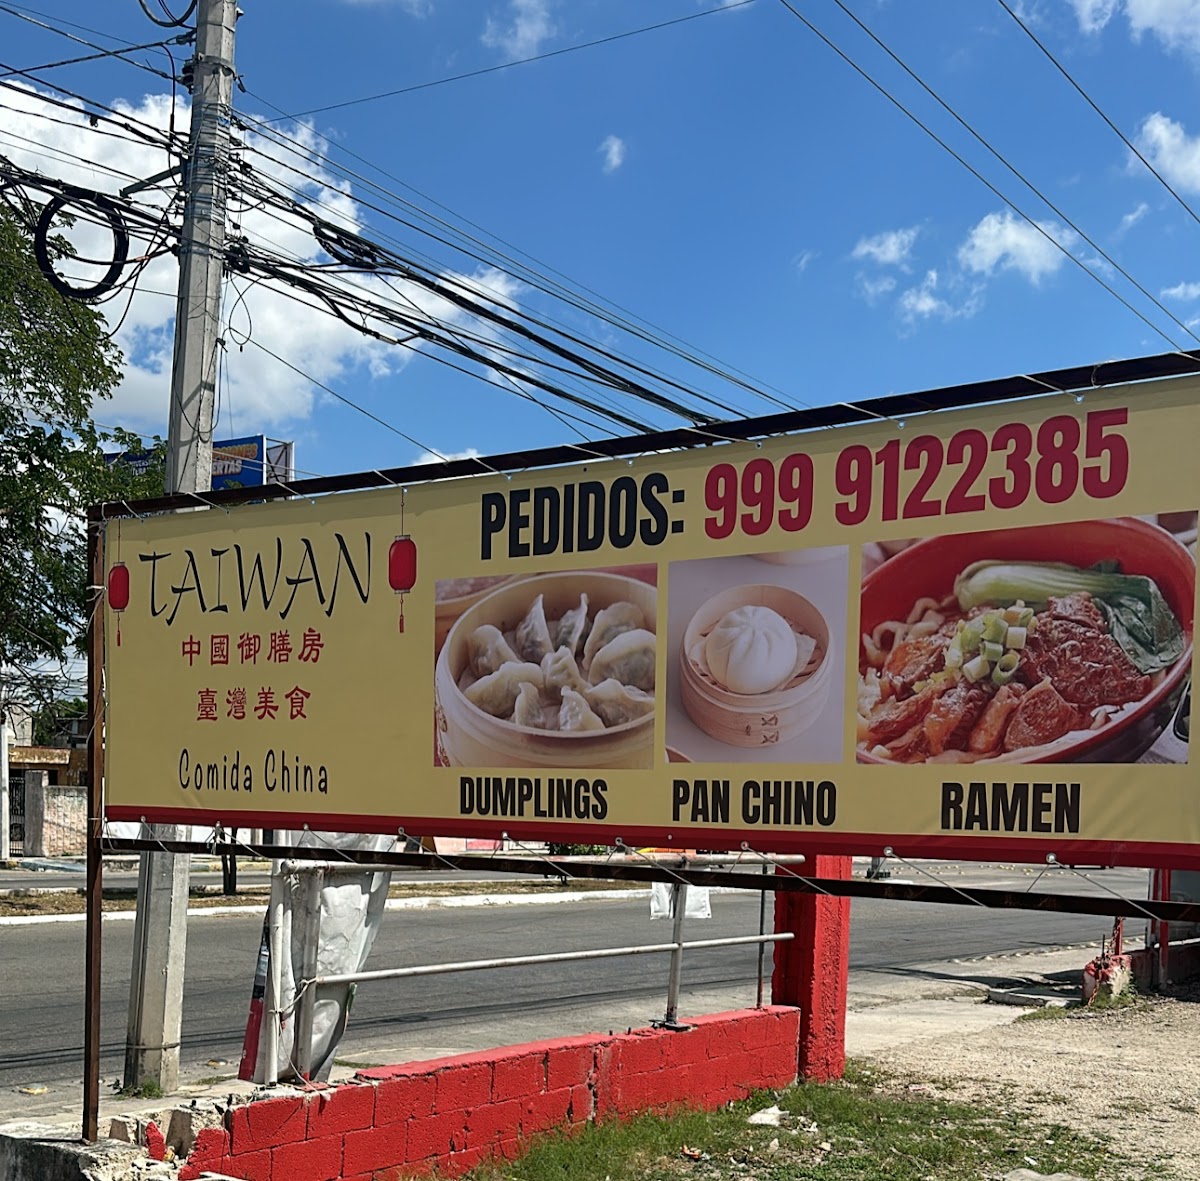 PEDIDOS: 999 9122385
TAIWAN
中國御膳房
臺灣美食
Comida China
DUMPLINGS
PAN CHINO
RAMEN